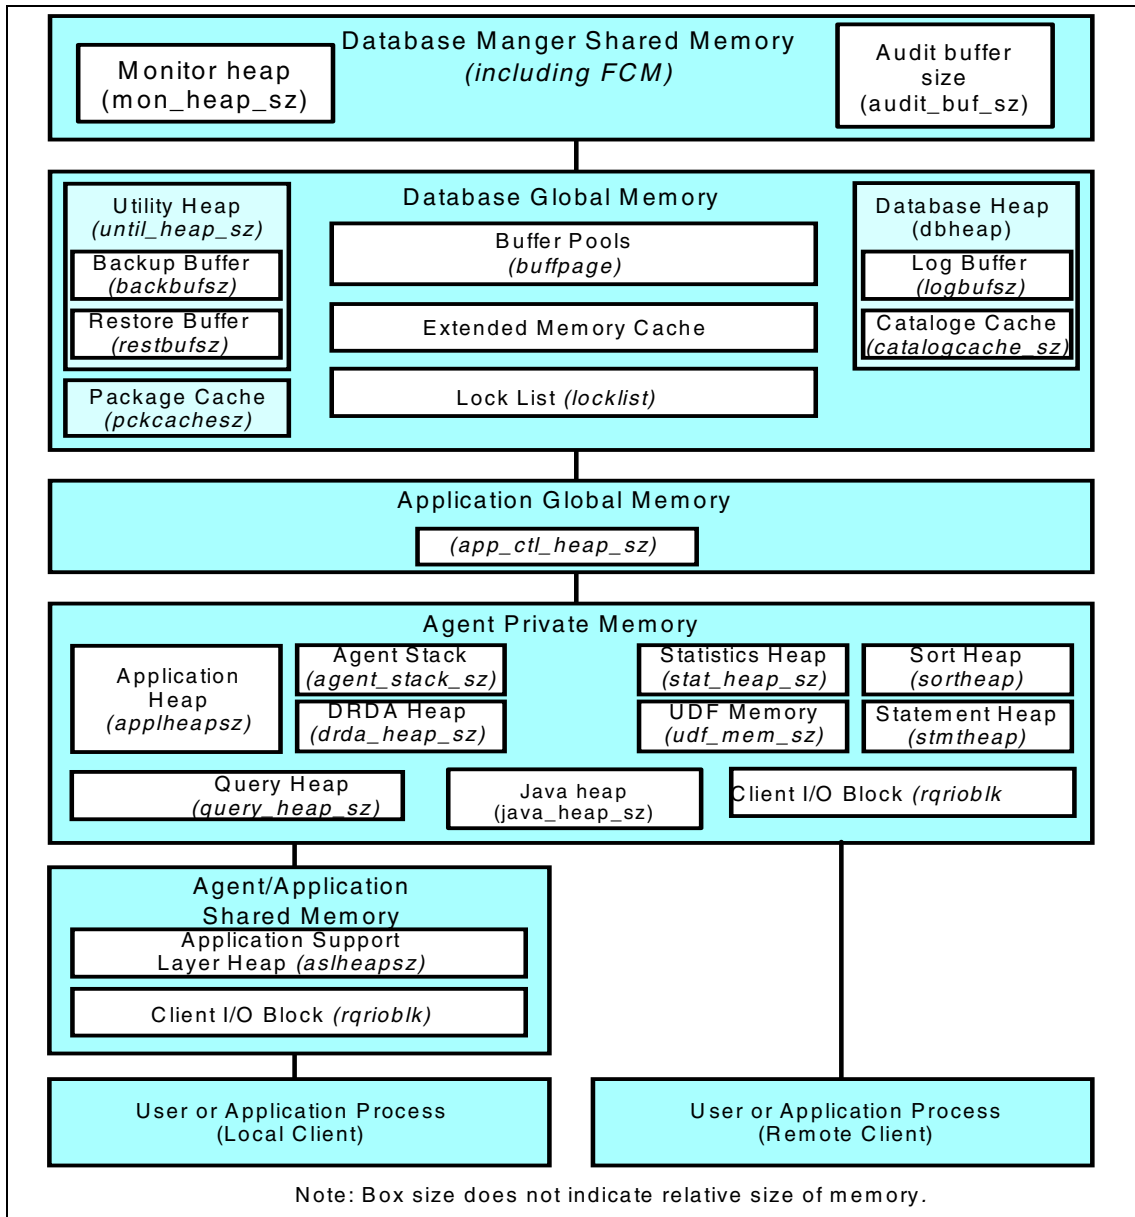 Database Manger Shared Memory
(including FCM)
Monitor heap
(mon_heap_sz)
Audit buffer
size
(audit_buf_sz)
Database Global Memory
Utility Heap
(until_heap_sz)
Backup Buffer
(backbufsz)
Restore Buffer
(restbufsz)
Package Cache
(pckcachesz)
Buffer Pools
(buffpage)
Extended Memory Cache
Lock List (locklist)
Database Heap
(dbheap)
Log Buffer
(logbufsz)
Cataloge Cache
(catalogcache_sz)
Application Global Memory
(app_ctl_heap_sz)
Agent Private Memory
Application
Heap
(applheapsz)
Agent Stack
(agent_stack_sz)
DRDA Heap
(drda_heap_sz)
Statistics Heap
(stat_heap_sz)
UDF Memory
(udf_mem_sz)
Sort Heap
(sortheap)
Statement Heap
(stmtheap)
Query Heap
(query_heap_sz)
Java heap
(java_heap_sz)
Client I/O Block (rqrioblk
Agent/Application
Shared Memory
Application Support
Layer Heap (aslheapsz)
Client I/O Block (rqrioblk)
User or Application Process
(Local Client)
User or Application Process
(Remote Client)
Note: Box size does not indicate relative size of memory.